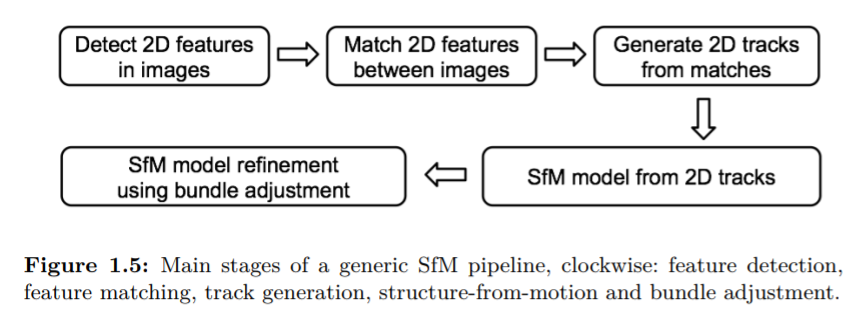 Detect 2D features
in images
Match 2D features
between images
Generate 2D tracks
from matches
SfM model from 2D tracks
SfM model refinement
using bundle adjustment
Figure 1.5: Main stages of a generic SfM pipeline, clockwise: feature detection,
feature matching, track generation, structure-from-motion and bundle adjustment.